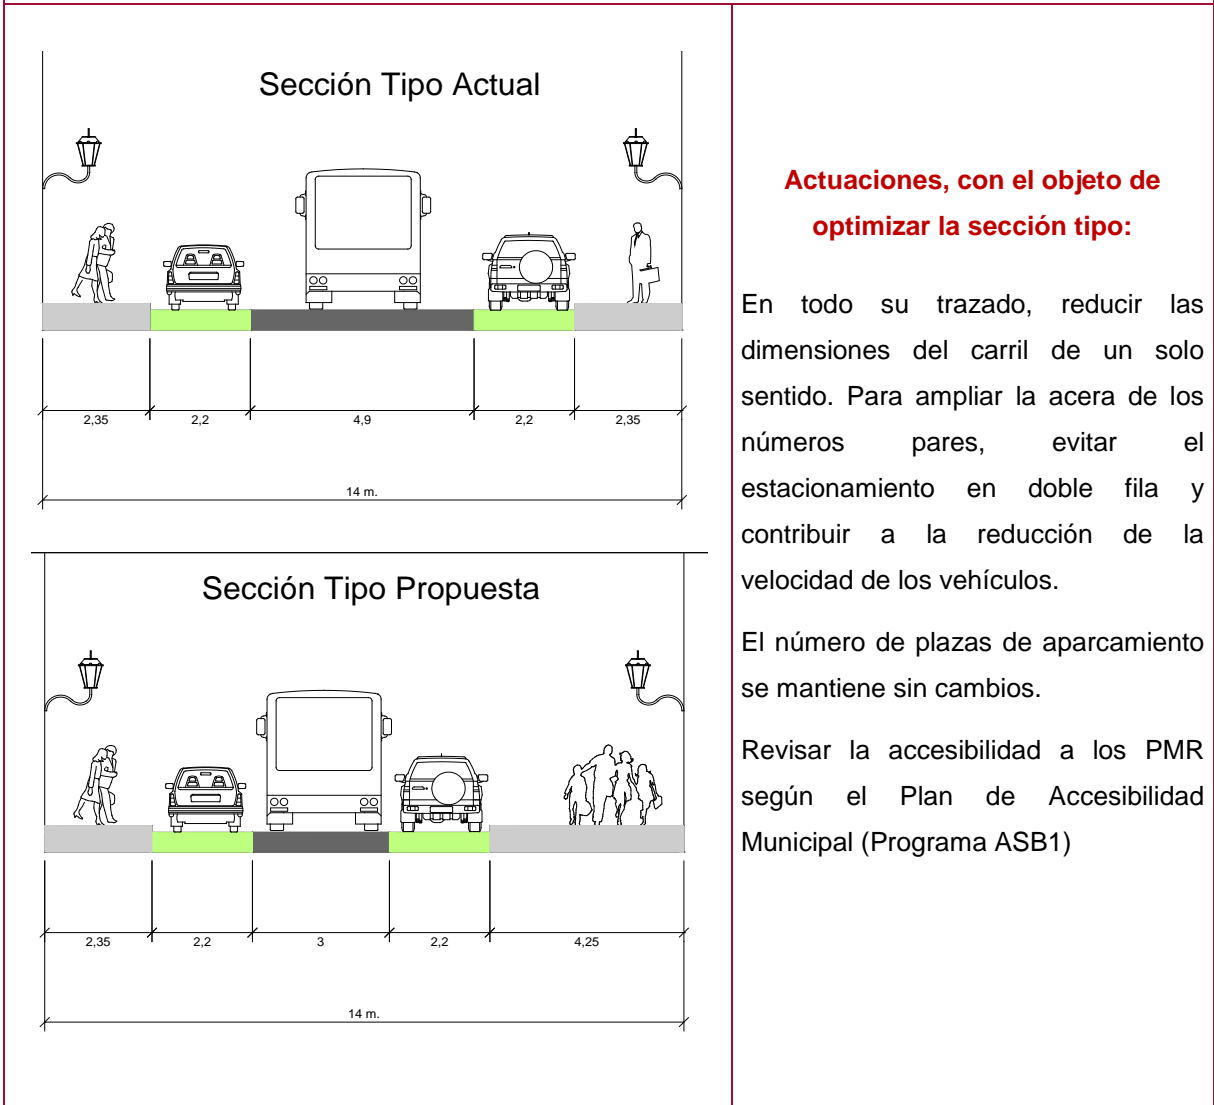 Sección Tipo Actual
2,35 2,2 4,9 2,2 2,35
14 m.
Sección Tipo Propuesta
2,35 2,2 3 2,2 4,25
14 m.
Actuaciones, con el objeto de
optimizar la sección tipo:
En todo su trazado, reducir las
dimensiones del carril de un solo
sentido. Para ampliar la acera de los
números pares, evitar el
estacionamiento en doble fila y
contribuir a la reducción de la
velocidad de los vehículos.
El número de plazas de aparcamiento
se mantiene sin cambios.
Revisar la accesibilidad a los PMR
según el Plan de Accesibilidad
Municipal (Programa ASB1)